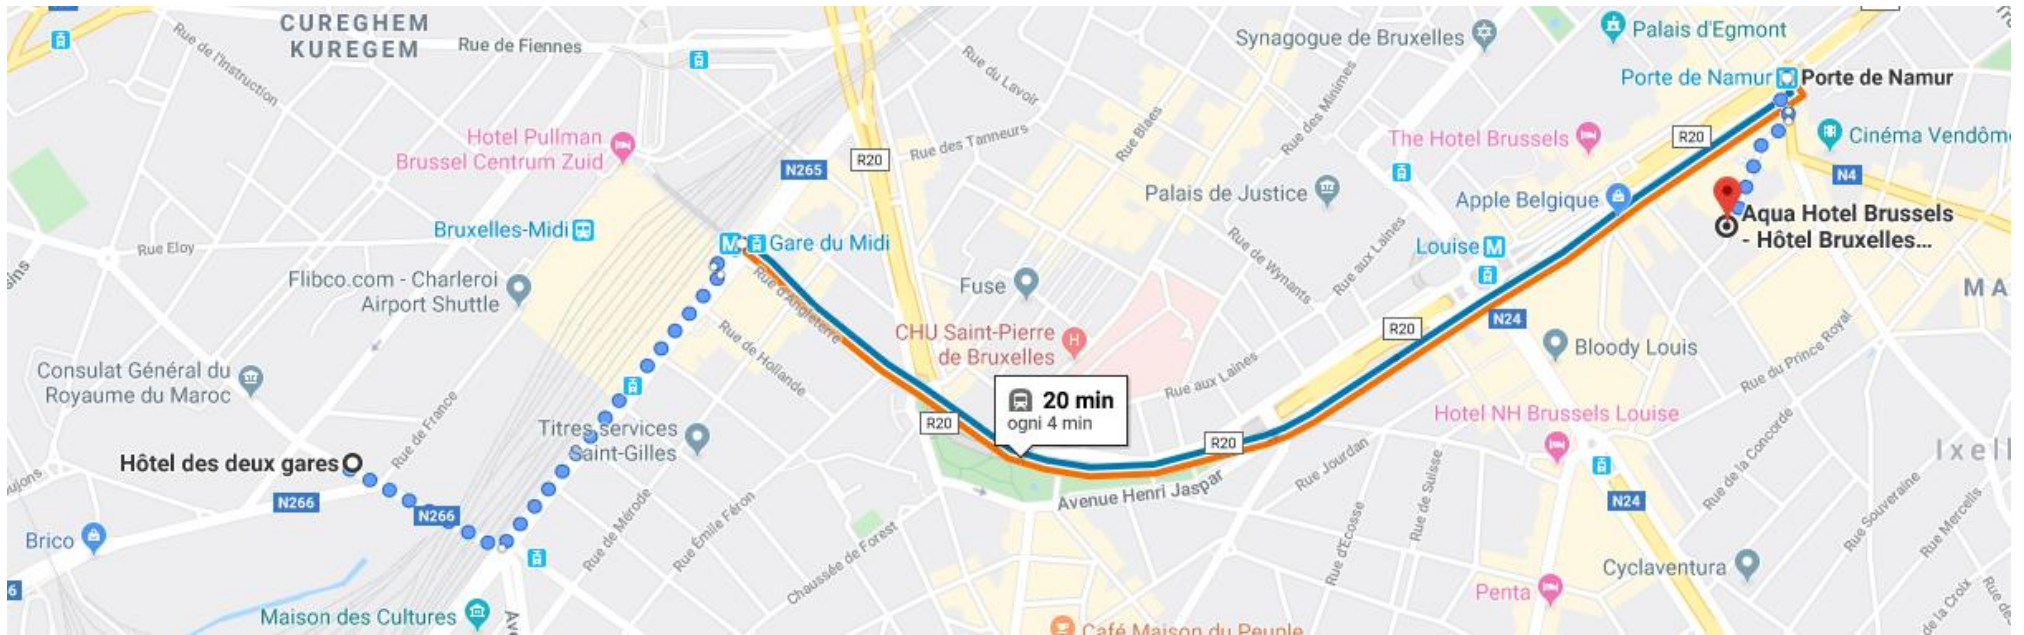 CUREGHEM
KUREGEM
Rue de Fiennes
Rue de l'Instruction
Hotel Pullman
Brussel Centrum Zuid
Bruxelles-Midi
Rue Eloy
Flibco.com - Charleroi
Airport Shuttle
Consulat Général du
Royaume du Maroc
Rue de France
Hôtel des deux gares
N266
N266
Brico
6
Maison des Cultures
Titres services
Saint-Gilles
Rue de Mérode
Rue Émile Féron
Chaussée de Forest
M
Gare du Midi
Rue d'Angleterre
Rue de Hollande
N265
R20
Rue du Lavoir
Rue des Tanneurs
Rue Blaes
Rue des Minimes
Synagogue de Bruxelles
Palais d'Egmont
Porte de Namur
Porte de Namur
The Hotel Brussels
R20
Cinéma Vendôm
N4
Palais de Justice
Apple Belgique
Aqua Hotel Brussels
- Hôtel Bruxelles...
Louise M
Rue de Wynants
Rue aux Laines
Fuse
CHU Saint-Pierre
de Bruxelles
H
Rue aux Laines
20 min
ogni 4 min
R20
R20
R20
N24
Bloody Louis
Rue du Prince Royal
MA
Hotel NH Brussels Louise
Avenue Henri Jaspar
Rue Jourdan
Rue de Suisse
Rue d'Ecosse
Rue de la Concorde
Ixell
N24
Rue Souveraine
Rue Mercelis
Cyclaventura
Penta
Café Maison du Peuple
de la Croix